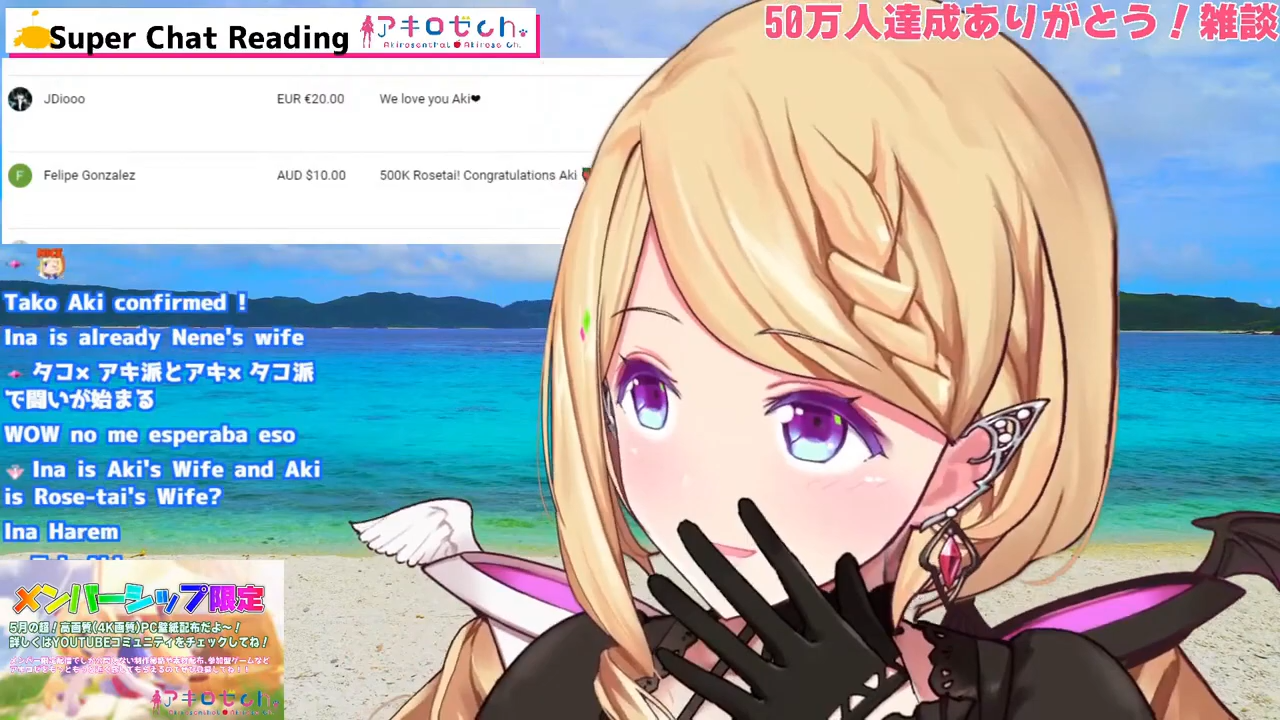 Super Chat Reading
アキロゼch.
Akirosenthal Akirose Ch.
50万人達成ありがとう！雑談
JDiooo EUR €20.00 We love you Aki❤
F Felipe Gonzalez AUD $10.00 500K Rosetai! Congratulations Aki
Tako Aki confirmed !
Ina is already Nene's wife
タコ× アキ派とアキ× タコ派
で闘いが始まる
WOW no me esperaba eso
Ina is Aki's Wife and Aki
is Rose-tai's Wife?
Ina Harem
メンバーシップ限定
5月の題！高画質(4K画質)PC壁紙配布だよ～！
詳しくはYOUTUBEコミュニティをチェックしてね！
アキロゼch.